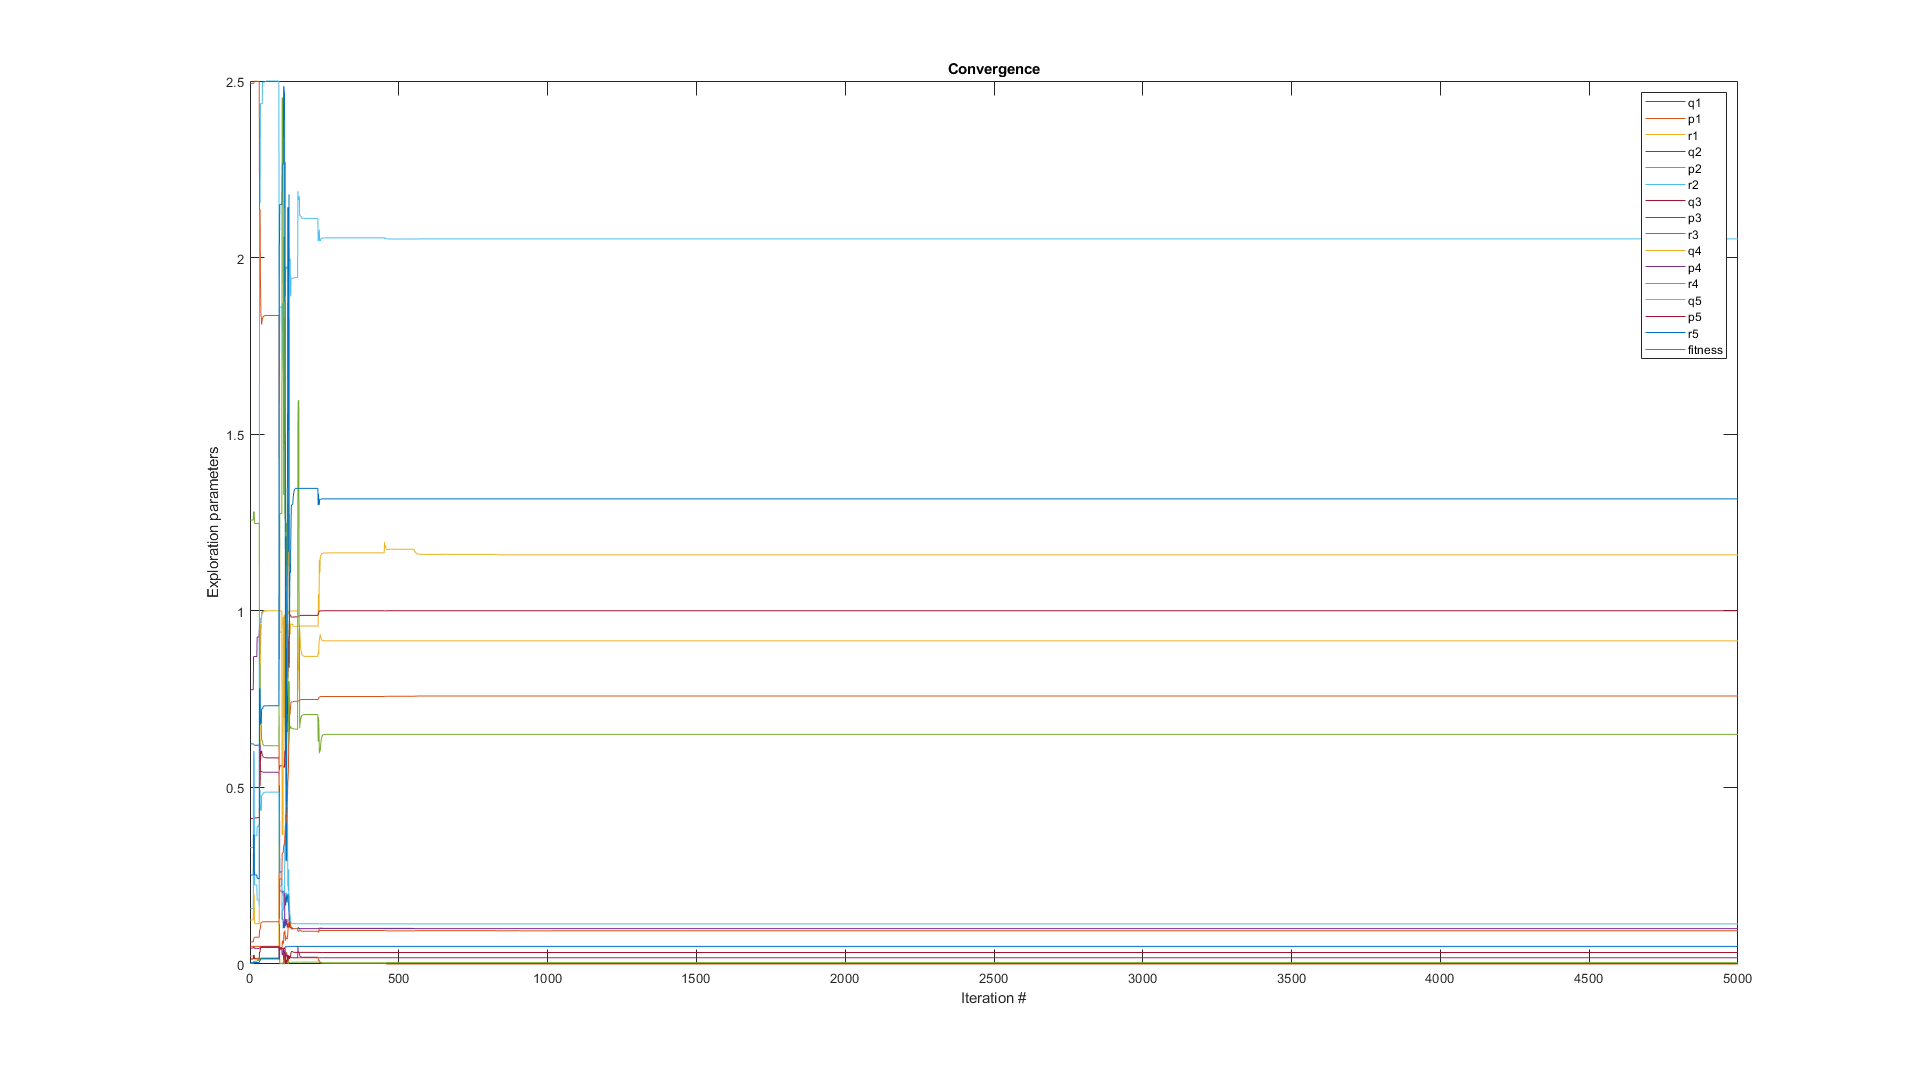 Convergence
2.5
2
1.5
1
0.5
0
Exploration parameters
q1
p1
r1
q2
p2
r2
q3
p3
r3
q4
p4
r4
q5
p5
r5
fitness
0 500 1000 1500 2000 2500 3000 3500 4000 4500 5000
Iteration #